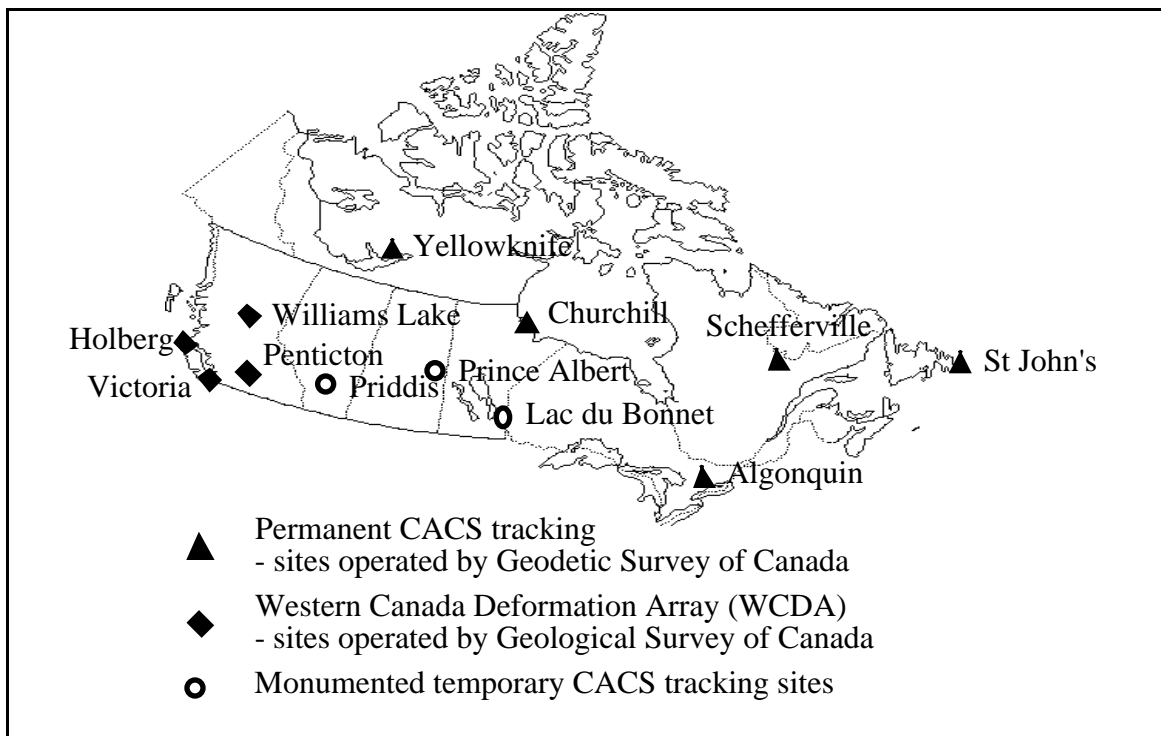 Yellowknife
Williams Lake
Churchill
Schefferville
Holberg
Penticton
St John's
Prince Albert
Victoria
Priddis
Lac du Bonnet
Algonquin
Permanent CACS tracking
- sites operated by Geodetic Survey of Canada
Western Canada Deformation Array (WCDA)
- sites operated by Geological Survey of Canada
Monumented temporary CACS tracking sites